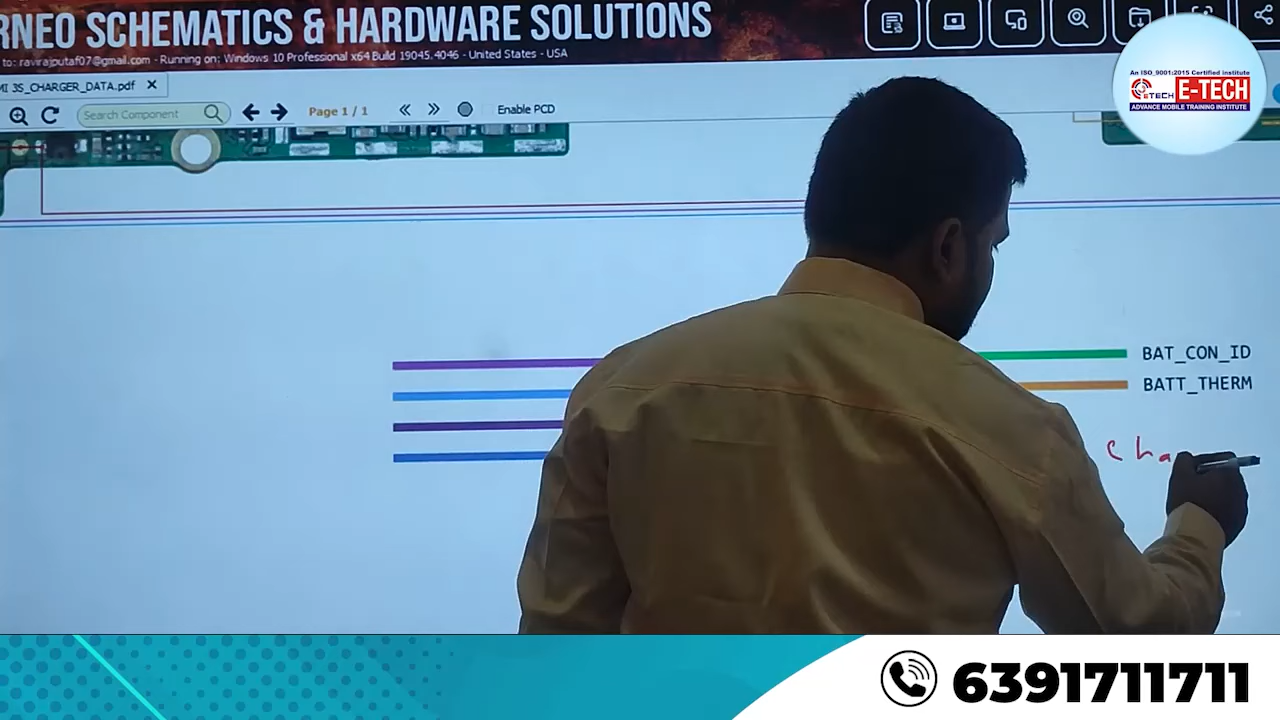 RNEO SCHEMATICS & HARDWARE SOLUTIONS
to: ravirajputaf07@gmail.com - Running on: Windows 10 Professional x64 Build 19045.4046 - United States - USA
MI 3S_CHARGER_DATA.pdf
Search Component
Page 1 / 1
Enable PCD
An ISO_9001:2015 Certified Institute
ETECH E-TECH
ADVANCE MOBILE TRAINING INSTITUTE
BAT_CON_ID
BATT_THERM
Cha
6391711711